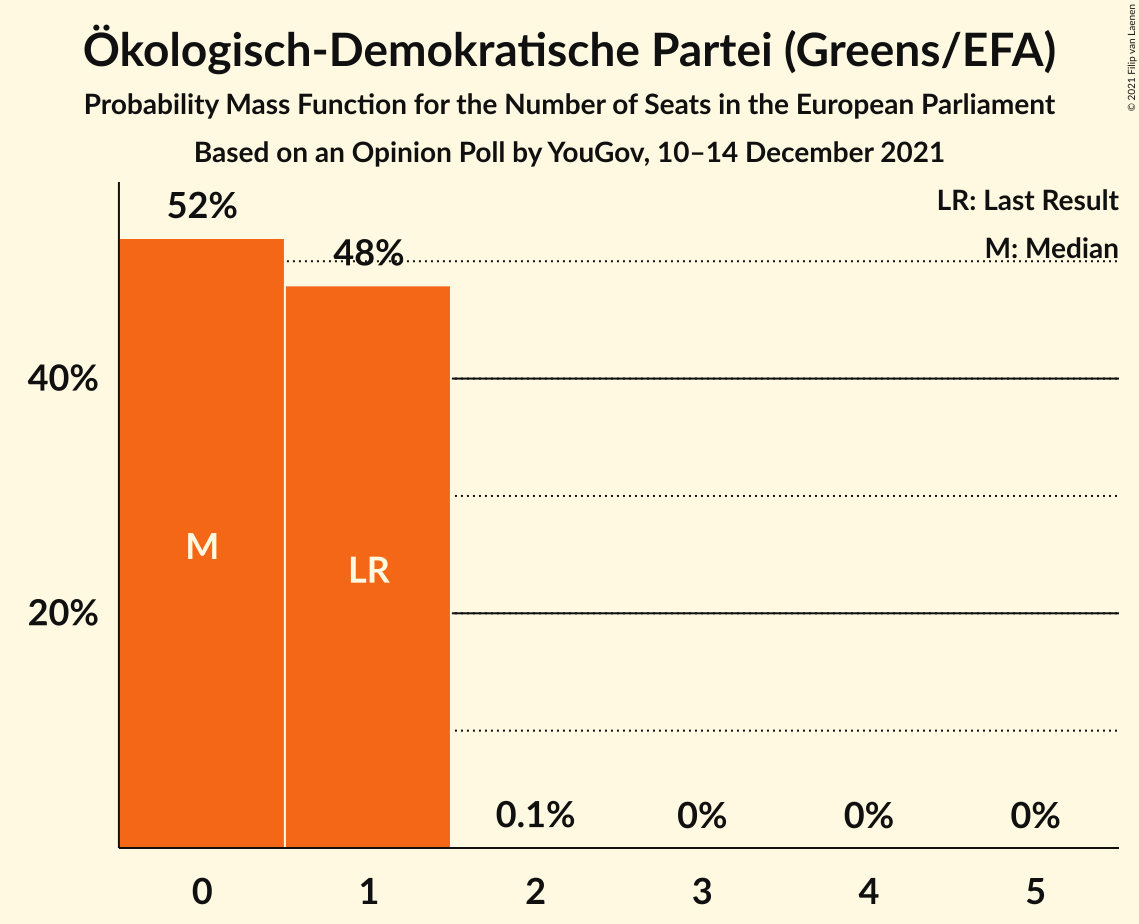 Ökologisch-Demokratische Partei (Greens/EFA)
Probability Mass Function for the Number of Seats in the European Parliament
Based on an Opinion Poll by YouGov, 10–14 December 2021
© 2021 Filip van Laenen
LR: Last Result
M: Median
52%
48%
40%
20%
M
LR
0.1%
0%
0%
0%
0
1
2
3
4
5